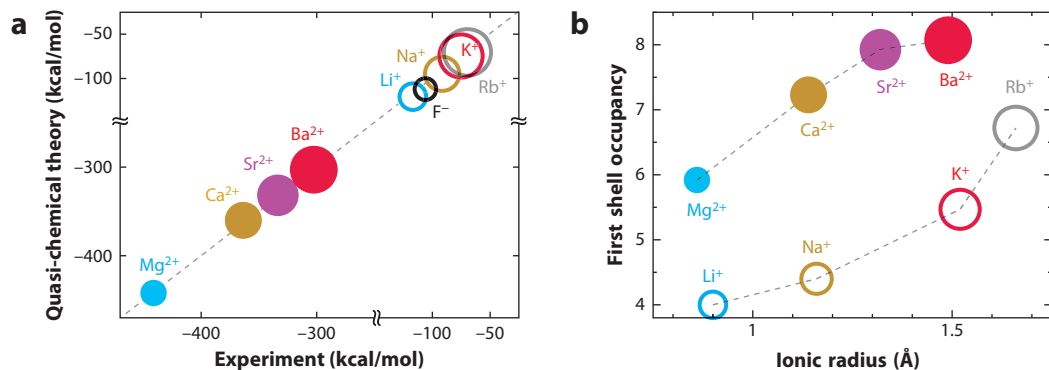 a
Quasi-chemical theory (kcal/mol)
–50
–100
–300
–400
Na⁺
K⁺
Li⁺
F⁻
Rb⁺
Ba²⁺
Sr²⁺
Ca²⁺
Mg²⁺
–400
–300
–100
–50
Experiment (kcal/mol)
b
First shell occupancy
8
7
6
5
4
Sr²⁺
Ba²⁺
Rb⁺
Ca²⁺
Mg²⁺
K⁺
Na⁺
Li⁺
1
1.5
Ionic radius (Å)